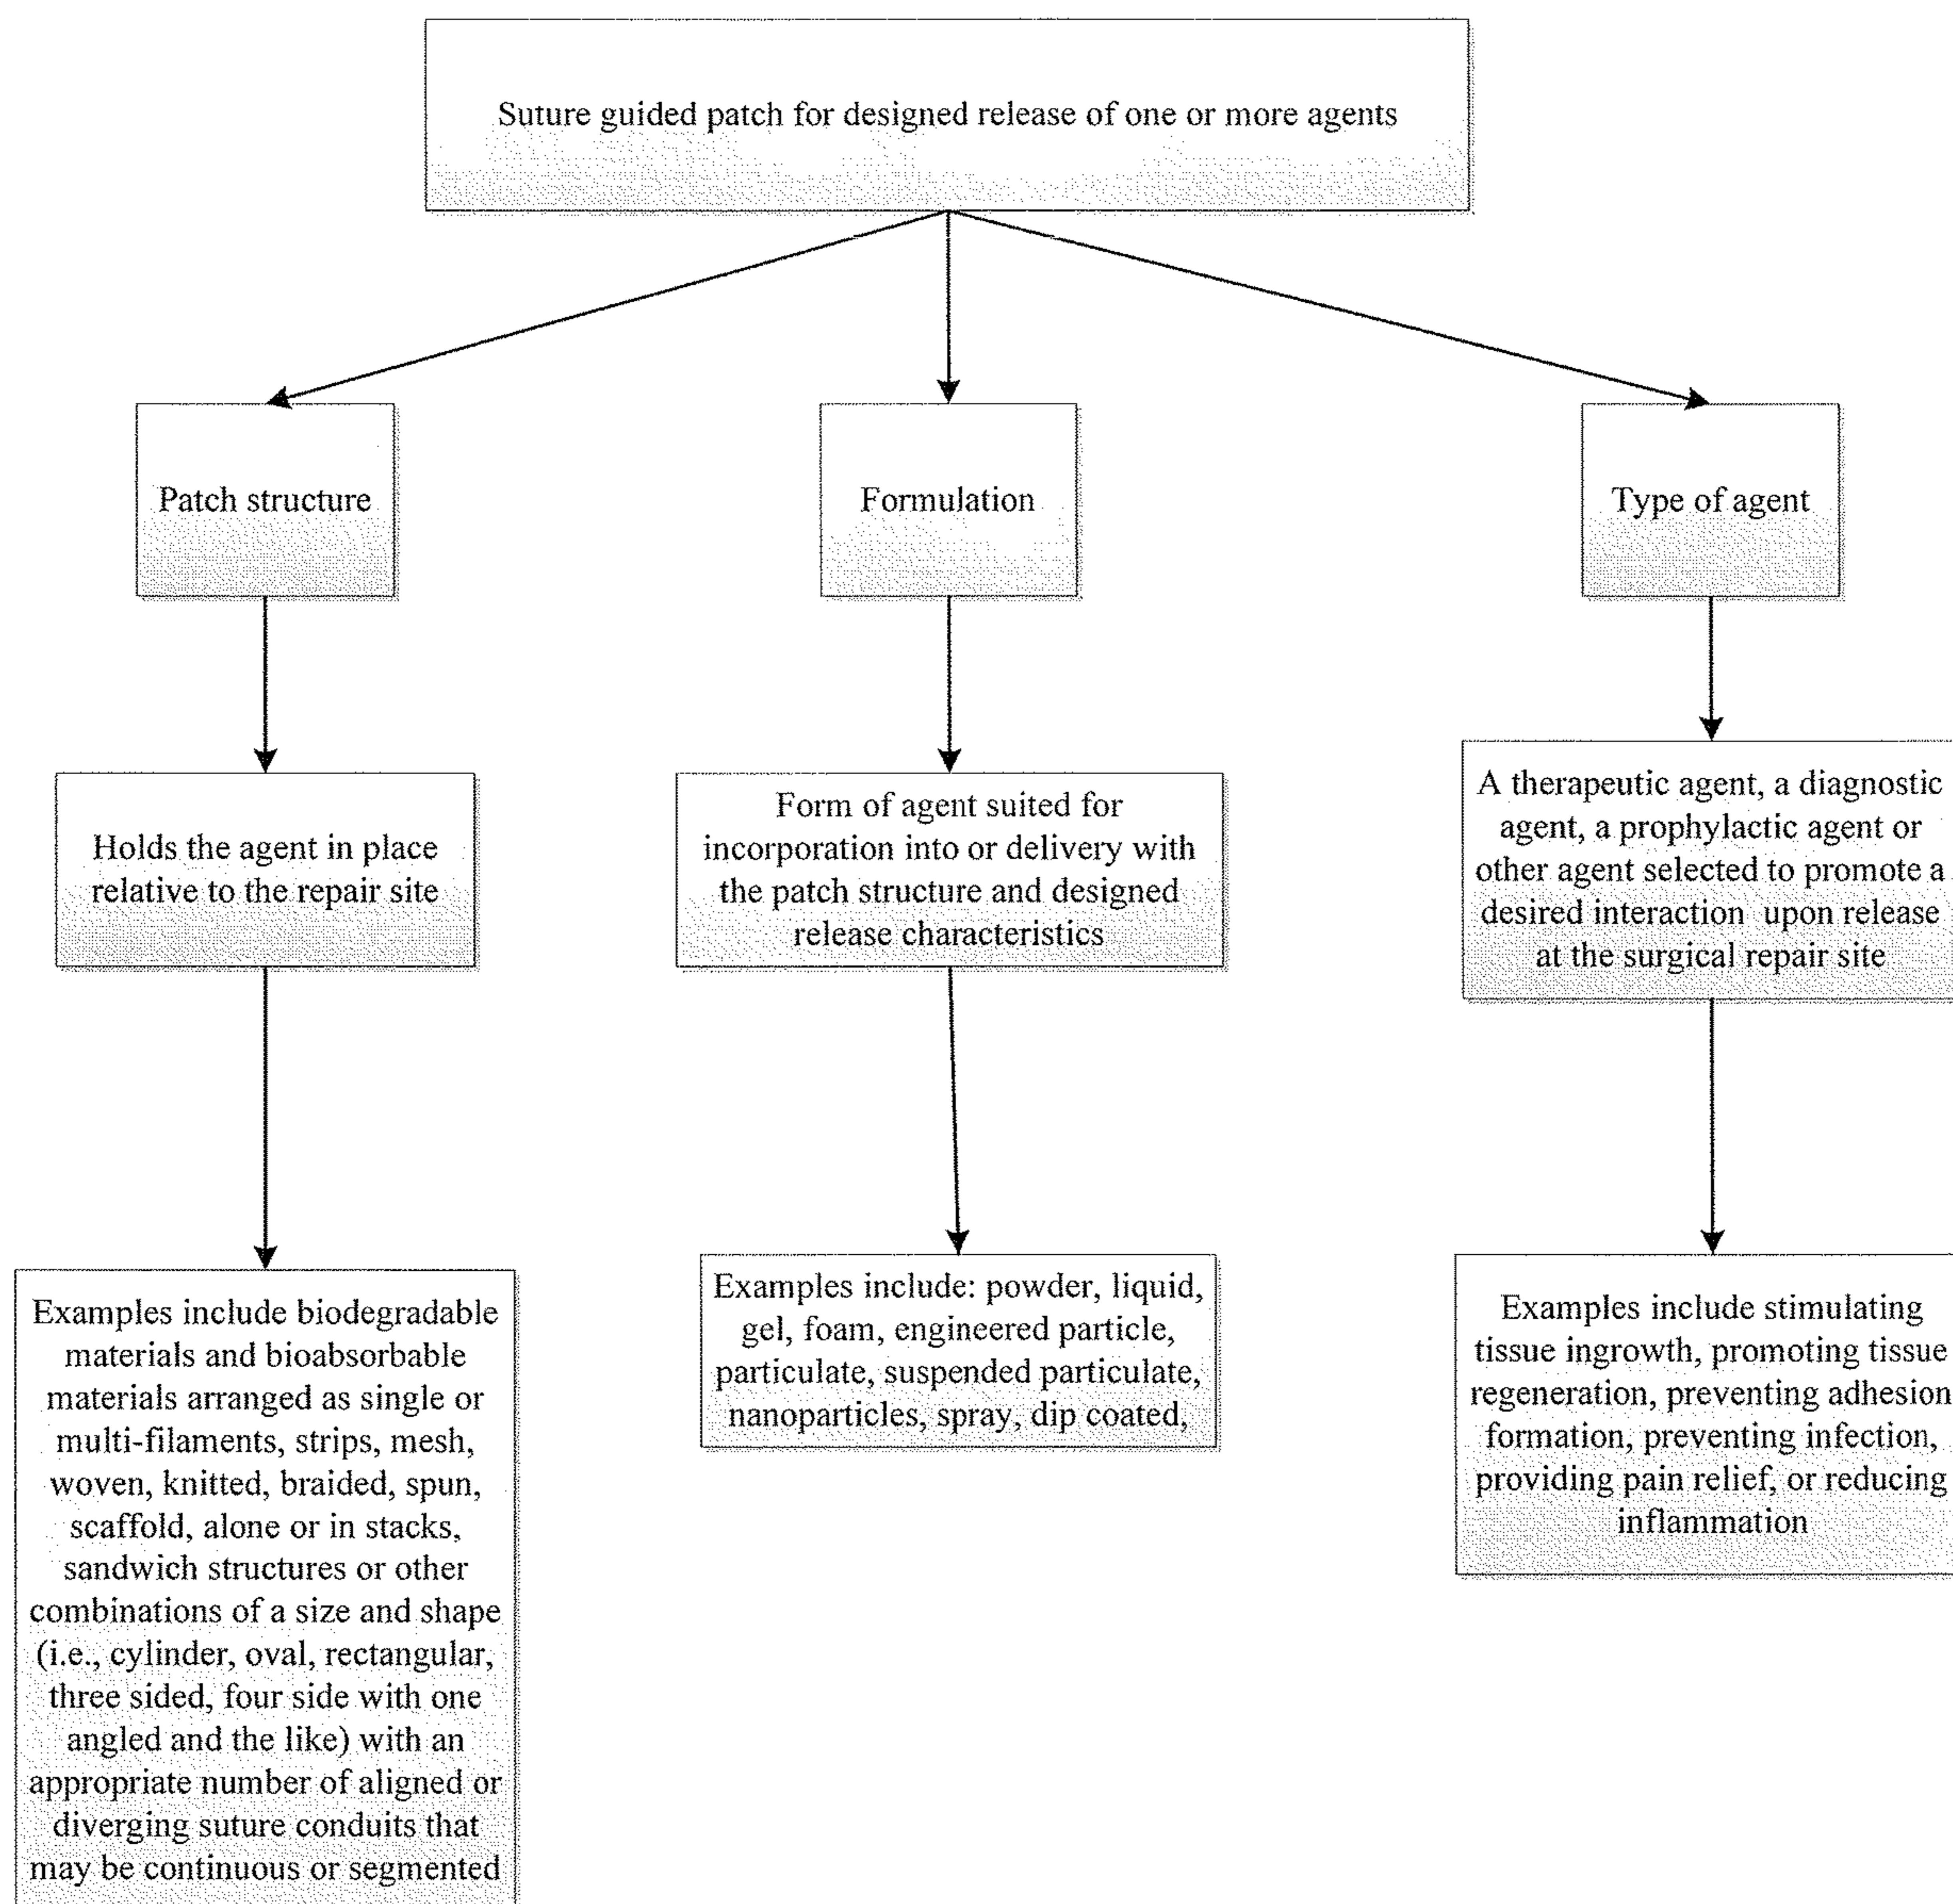 Suture guided patch for designed release of one or more agents
Patch structure
Formulation
Type of agent
Holds the agent in place
relative to the repair site
Form of agent suited for
incorporation into or delivery with
the patch structure and designed
release characteristics
A therapeutic agent, a diagnostic
agent, a prophylactic agent or
other agent selected to promote a
desired interaction upon release
at the surgical repair site
Examples include biodegradable
materials and bioabsorbable
materials arranged as single or
multi-filaments, strips, mesh,
woven, knitted, braided, spun,
scaffold, alone or in stacks,
sandwich structures or other
combinations of a size and shape
(i.e., cylinder, oval, rectangular,
three sided, four side with one
angled and the like) with an
appropriate number of aligned or
diverging suture conduits that
may be continuous or segmented
Examples include: powder, liquid,
gel, foam, engineered particle,
particulate, suspended particulate,
nanoparticles, spray, dip coated,
Examples include stimulating
tissue ingrowth, promoting tissue
regeneration, preventing adhesion
formation, preventing infection,
providing pain relief, or reducing
inflammation